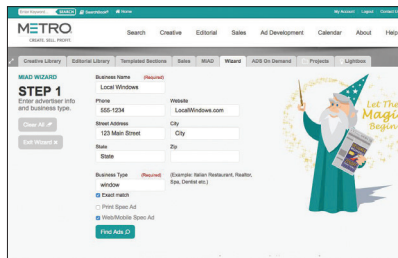 Enter Keyword... SEARCH SearchBook® Home My Account Logout Contact Us
METRO
CREATE. SELL. PROFIT.
Search Creative Editorial Sales Ad Development Calendar About Help
Creative Library Editorial Library Templated Sections Sales MIAD Wizard ADS On Demand Projects Lightbox
MIAD WIZARD
STEP 1
Enter advertiser info
and business type.
Clear All
Exit Wizard
Business Name (Required)
Local Windows
Phone Website
555-1234 LocalWindows.com
Street Address City
123 Main Street City
State Zip
State
Business Type (Required) (Example: Italian Restaurant, Realtor,
window Spa, Dentist etc.)
Exact match
Print Spec Ad
Web/Mobile Spec Ad
Find Ads
Let The
Magic
Begin